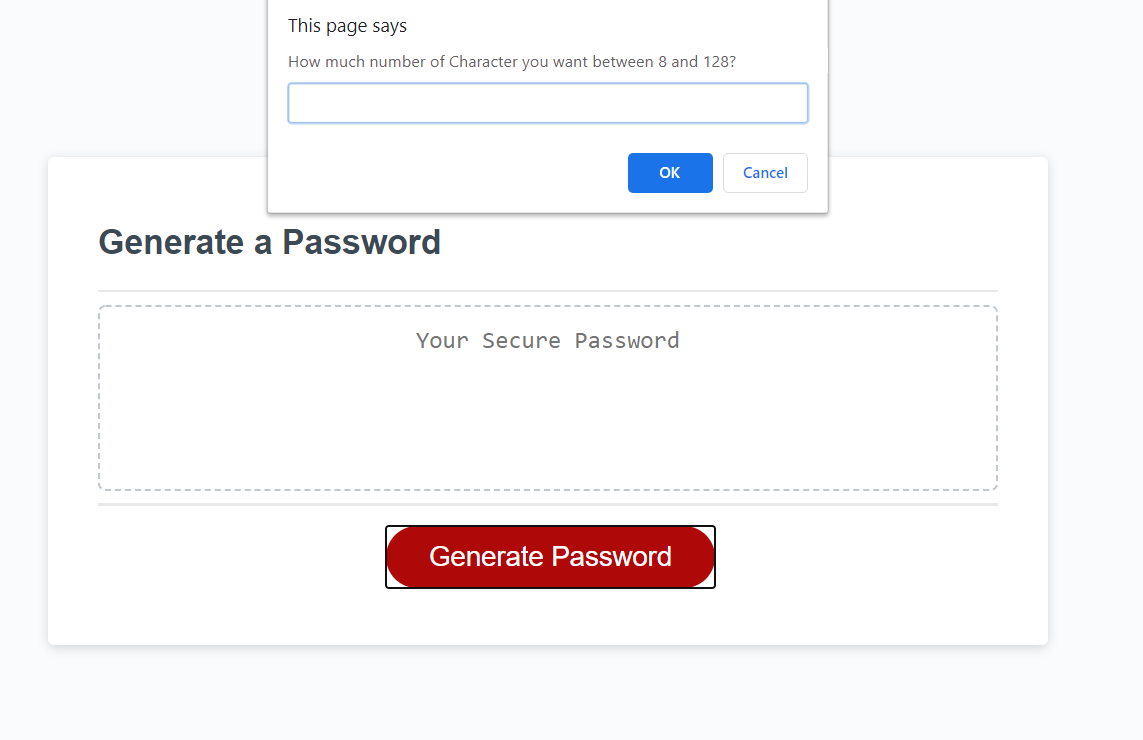 This page says
How much number of Character you want between 8 and 128?
OK
Cancel
Generate a Password
Your Secure Password
Generate Password